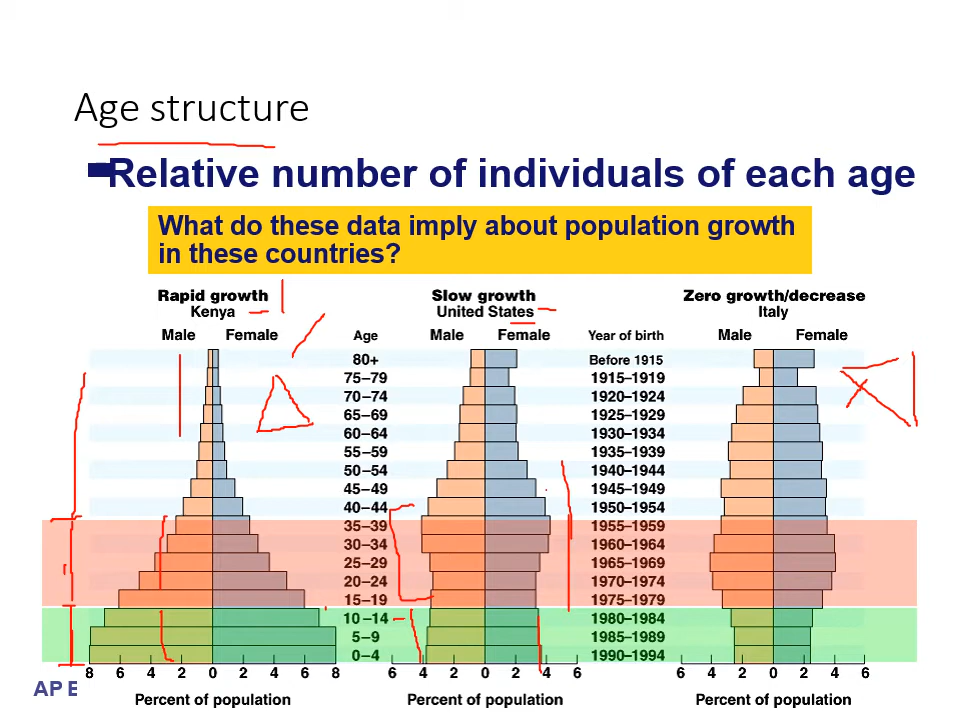 Age structure
Relative number of individuals of each age
What do these data imply about population growth
in these countries?
Rapid growth
Kenya
Male Female
Slow growth
United States
Male Female
Zero growth/decrease
Italy
Male Female
Age
80+
75–79
70–74
65–69
60–64
55–59
50–54
45–49
40–44
35–39
30–34
25–29
20–24
15–19
10–14
5–9
0–4
Year of birth
Before 1915
1915–1919
1920–1924
1925–1929
1930–1934
1935–1939
1940–1944
1945–1949
1950–1954
1955–1959
1960–1964
1965–1969
1970–1974
1975–1979
1980–1984
1985–1989
1990–1994
8 6 4 2 0 2 4 6 8
6 4 2 0 2 4 6
6 4 2 0 2 4 6
Percent of population
Percent of population
Percent of population
AP E